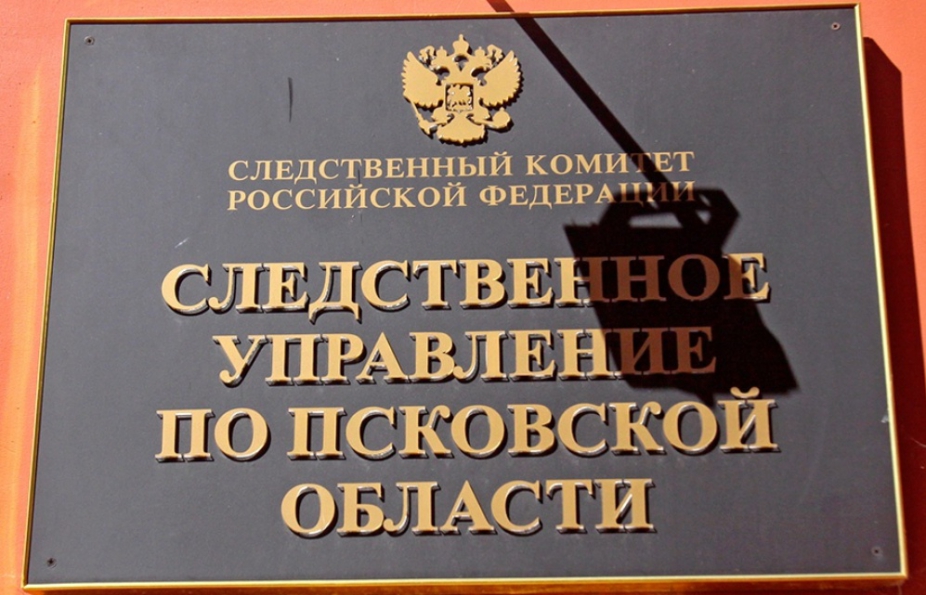 СЛЕДСТВЕННЫЙ КОМИТЕТ
РОССИЙСКОЙ ФЕДЕРАЦИИ
СЛЕДСТВЕННОЕ
УПРАВЛЕНИЕ
ПО ПСКОВСКОЙ
ОБЛАСТИ